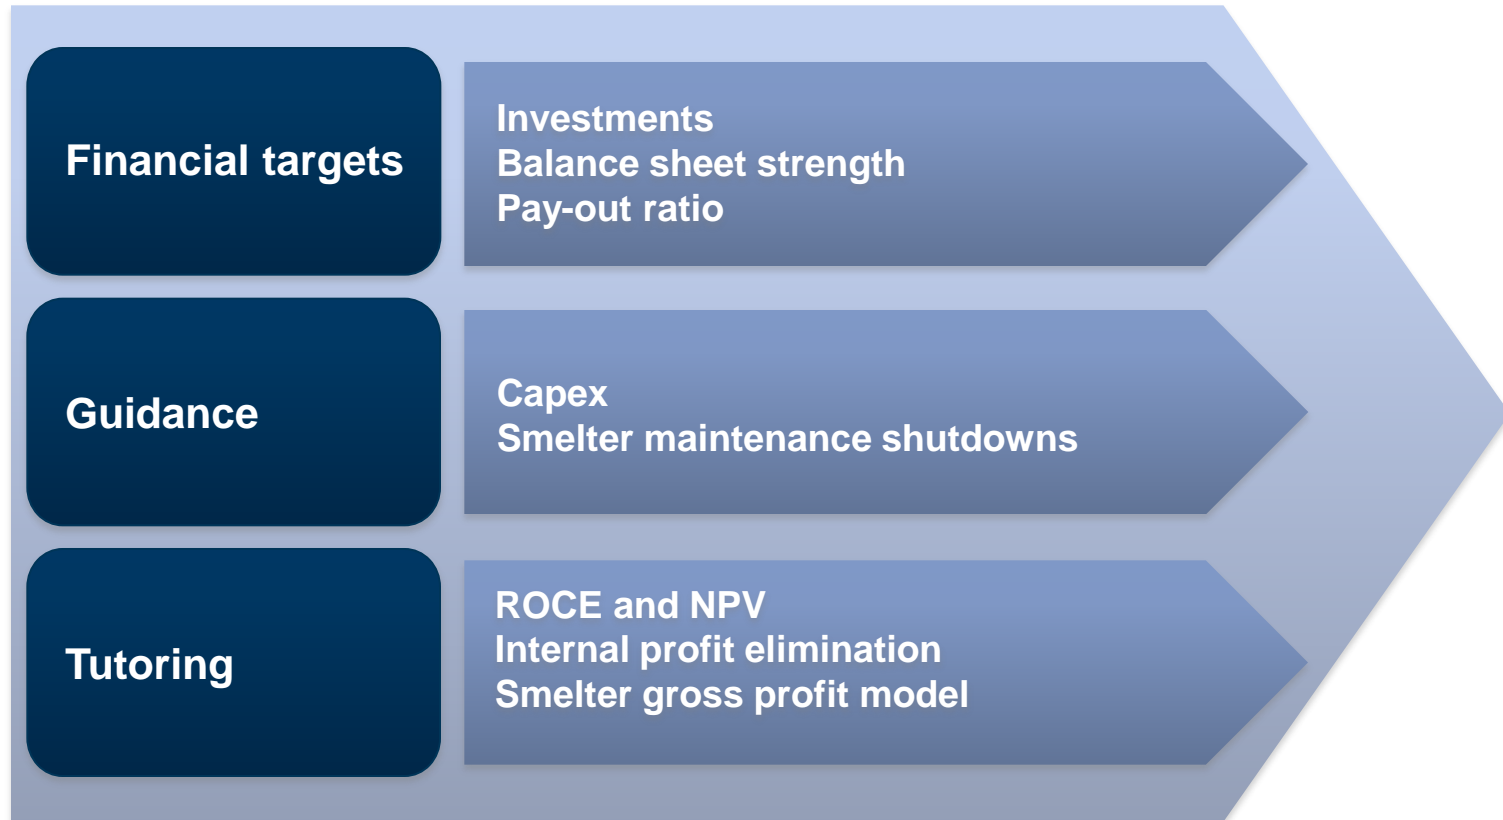 Financial targets
Investments
Balance sheet strength
Pay-out ratio
Guidance
Capex
Smelter maintenance shutdowns
Tutoring
ROCE and NPV
Internal profit elimination
Smelter gross profit model